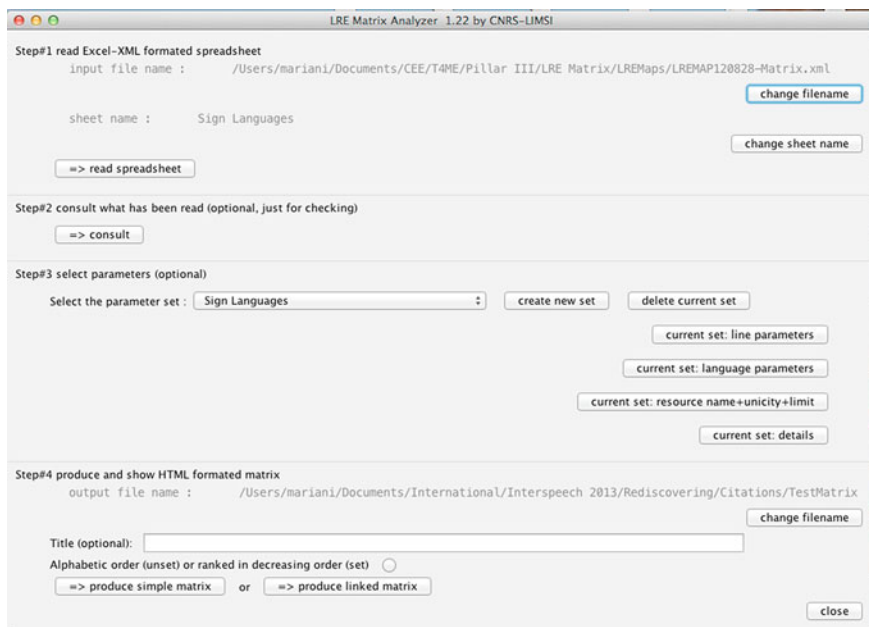 LRE Matrix Analyzer 1.22 by CNRS-LIMSI
Step#1 read Excel-XML formated spreadsheet
input file name : /Users/mariani/Documents/CEE/T4ME/Pillar III/LRE Matrix/LREMaps/LREMAP120828-Matrix.xml
change filename
sheet name : Sign Languages
change sheet name
=> read spreadsheet
Step#2 consult what has been read (optional, just for checking)
=> consult
Step#3 select parameters (optional)
Select the parameter set : Sign Languages create new set delete current set
current set: line parameters
current set: language parameters
current set: resource name+unicity+limit
current set: details
Step#4 produce and show HTML formated matrix
output file name : /Users/mariani/Documents/International/Interspeech 2013/Rediscovering/Citations/TestMatrix
change filename
Title (optional):
Alphabetic order (unset) or ranked in decreasing order (set)
=> produce simple matrix or => produce linked matrix
close